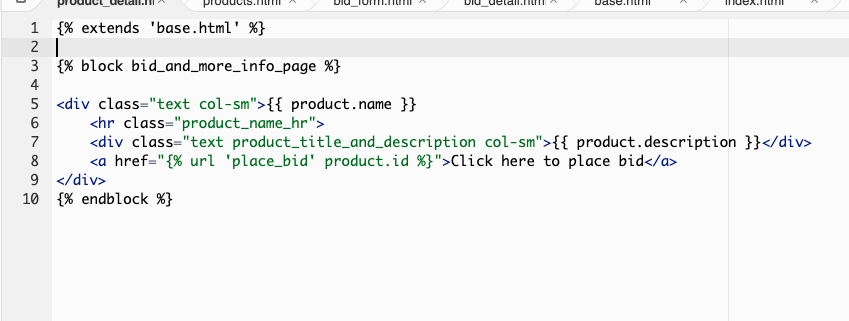 product_detail.ht products.html bid_form.html bid_detail.html base.html index.html
1 {% extends 'base.html' %}
2
3 {% block bid_and_more_info_page %}
4
5 <div class="text col-sm">{{ product.name }}
6 <hr class="product_name_hr">
7 <div class="text product_title_and_description col-sm">{{ product.description }}</div>
8 <a href="{% url 'place_bid' product.id %}">Click here to place bid</a>
9 </div>
10 {% endblock %}